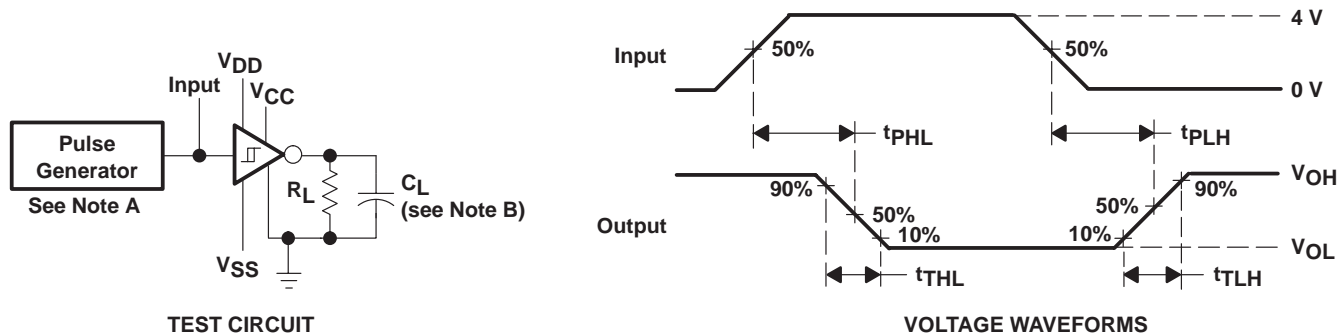 VDD
Input
VCC
Pulse
Generator
See Note A
RL
CL
(see Note B)
VSS
TEST CIRCUIT
Input
50%
50%
4 V
0 V
tPHL
tPLH
Output
90%
50%
10%
10%
50%
90%
VOH
VOL
tTHL
tTLH
VOLTAGE WAVEFORMS